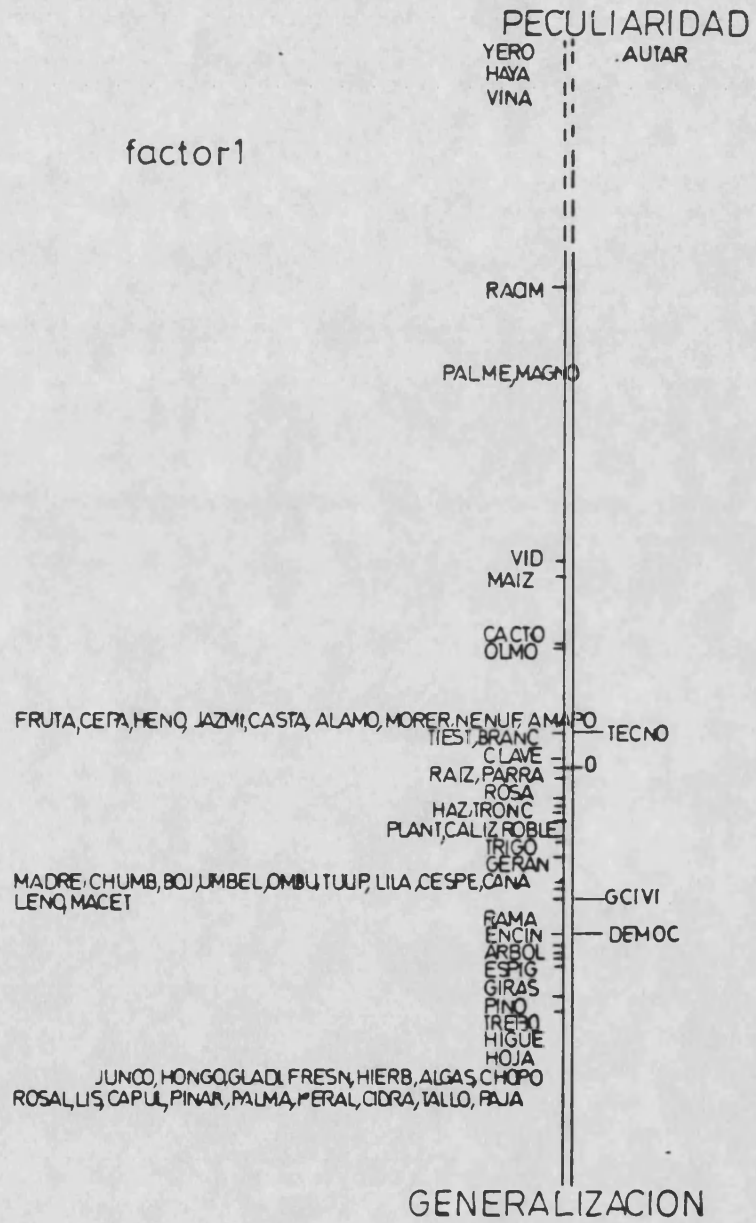 PECULIARIDAD
YERO .AUTAR
HAYA
VINA
factor1
RACIM
PALME,MAGNO
VID
MAIZ
CACTO
OLMO
FRUTA,CEPA,HENO, JAZMI,CASTA, ALAMO, MORER,NENUF, AMAPO
TIEST,BRANC TECNO
CLAVE
0
RAIZ, PARRA
ROSA
HAZ,TRONC
PLANT,CALIZ,ROBLE
TRIGO
GERAN
MADRE,CHUMB,BOJ,UMBEL,OMBU,TULIP, LILA,CESPE,CANA
LENO,MACET GCIVI
RAMA
ENCIN DEMOC
ARBOL
ESPIG
GIRAS
PINO
TREBO
HIGUE
HOJA
JUNCO,HONGO,GLADI,FRESN,HIERB,ALGAS,CHOPO
ROSAL,LIS,CAPUL,PINAR,PALMA,PERAL,CIDRA,TALLO,PAJA
GENERALIZACION